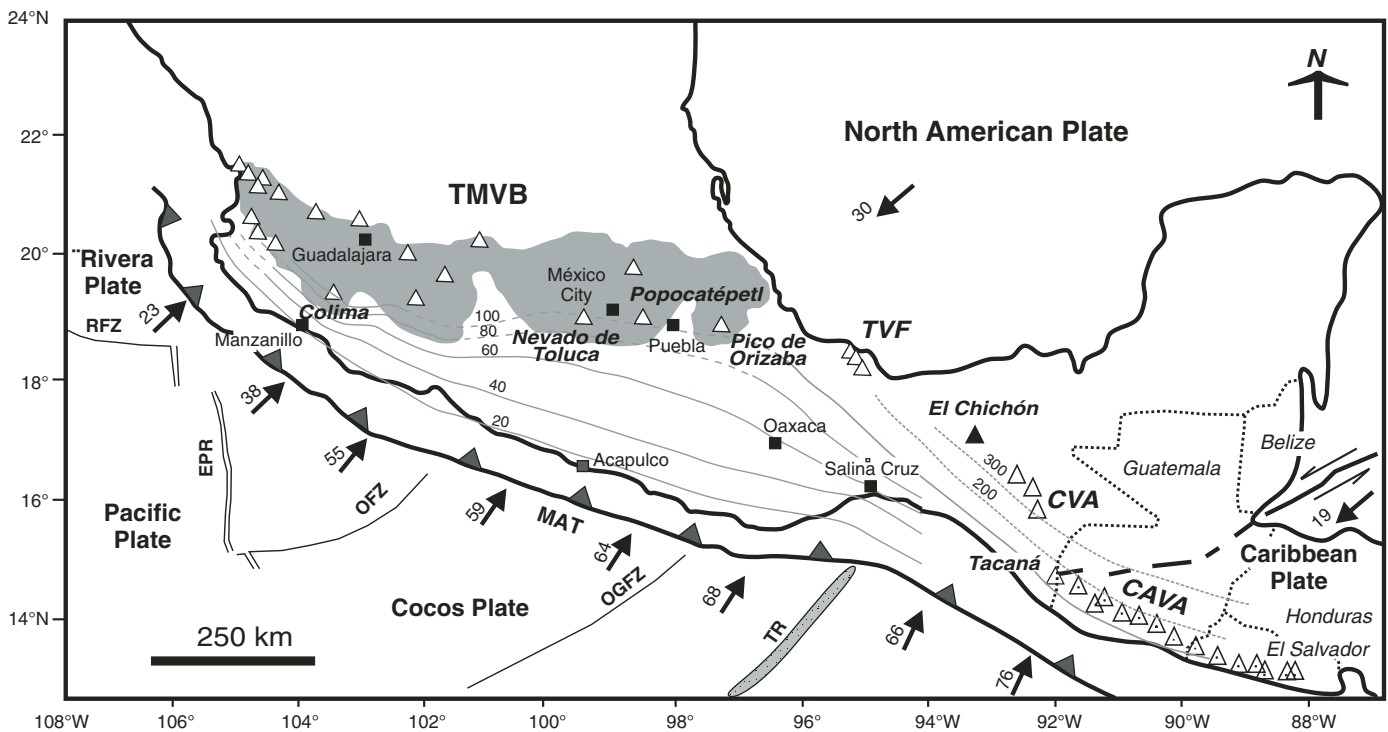 24°N
N
North American Plate
22°
TMVB
30
20°
Guadalajara
¨Rivera
Plate
México
City
Popocatépetl
23
Colima
100
RFZ
80
TVF
Manzanillo
Nevado de
Toluca
Puebla
Pico de
Orizaba
60
18°
38
40
El Chichón
20
Oaxaca
Belize
55
EPR
Acapulco
Salina Cruz
300
Guatemala
200
16°
OFZ
59
CVA
19
Pacific
Plate
MAT
64
Tacaná
Caribbean
Plate
OGFZ
68
CAVA
Cocos Plate
14°N
TR
66
Honduras
250 km
El Salvador
76
108°W
106°
104°
102°
100°
98°
96°
94°W
92°W
90°W
88°W